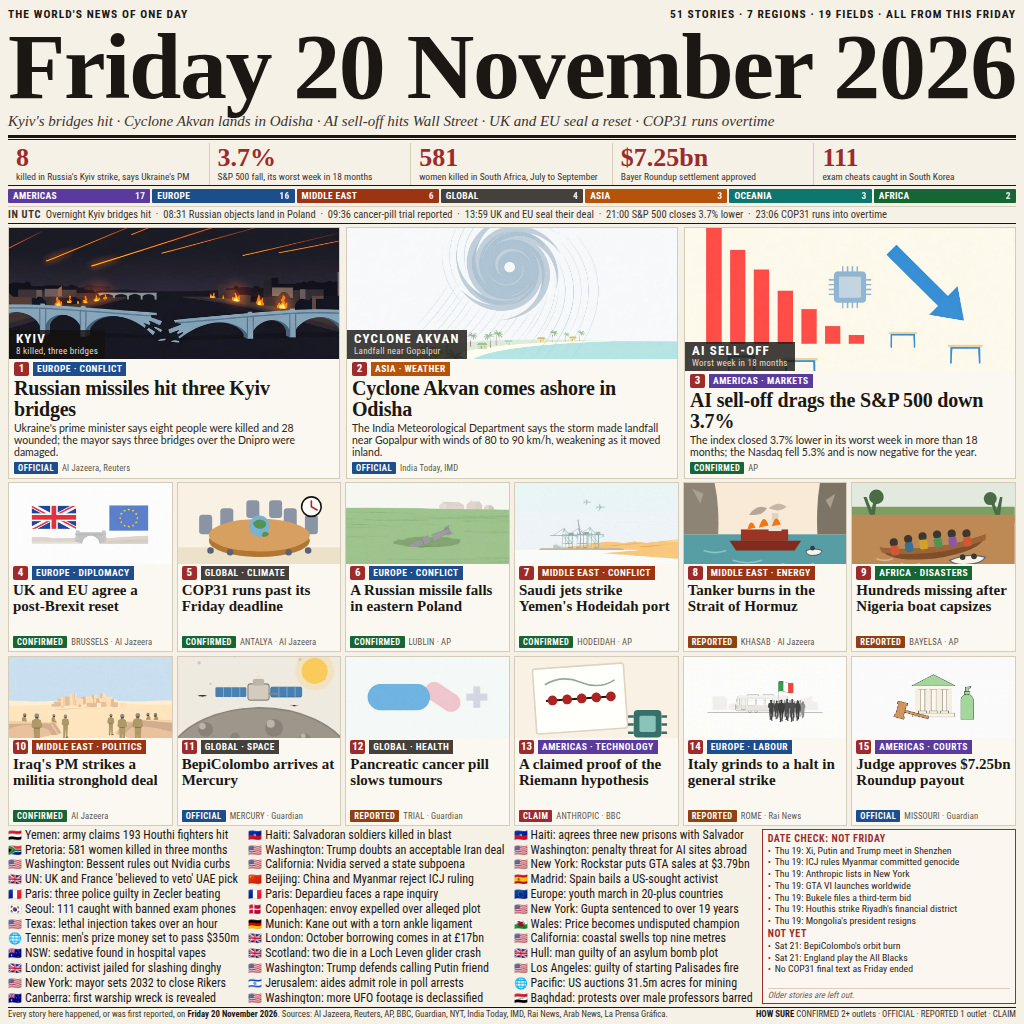 THE WORLD'S NEWS OF ONE DAY
51 STORIES · 7 REGIONS · 19 FIELDS · ALL FROM THIS FRIDAY
Friday 20 November 2026
Kyiv's bridges hit · Cyclone Akvan lands in Odisha · AI sell-off hits Wall Street · UK and EU seal a reset · COP31 runs overtime
8
killed in Russia's Kyiv strike, says Ukraine's PM
3.7%
S&P 500 fall, its worst week in 18 months
581
women killed in South Africa, July to September
$7.25bn
Bayer Roundup settlement approved
111
exam cheats caught in South Korea
AMERICAS 17
EUROPE 16
MIDDLE EAST 6
GLOBAL 4
ASIA 3
OCEANIA 3
AFRICA 2
IN UTC Overnight Kyiv bridges hit · 08:31 Russian objects land in Poland · 09:36 cancer-pill trial reported · 13:59 UK and EU seal their deal · 21:00 S&P 500 closes 3.7% lower · 23:06 COP31 runs into overtime
KYIV
8 killed, three bridges
1 EUROPE · CONFLICT
Russian missiles hit three Kyiv
bridges
Ukraine's prime minister says eight people were killed and 28
wounded; the mayor says three bridges over the Dnipro were
damaged.
OFFICIAL Al Jazeera, Reuters
CYCLONE AKVAN
Landfall near Gopalpur
2 ASIA · WEATHER
Cyclone Akvan comes ashore in
Odisha
The India Meteorological Department says the storm made landfall
near Gopalpur with winds of 80 to 90 km/h, weakening as it moved
inland.
OFFICIAL India Today, IMD
AI SELL-OFF
Worst week in 18 months
3 AMERICAS · MARKETS
AI sell-off drags the S&P 500 down
3.7%
The index closed 3.7% lower in its worst week in more than 18
months; the Nasdaq fell 5.3% and is now negative for the year.
CONFIRMED AP
4 EUROPE · DIPLOMACY
UK and EU agree a
post-Brexit reset
CONFIRMED BRUSSELS · Al Jazeera
5 GLOBAL · CLIMATE
COP31 runs past its
Friday deadline
CONFIRMED ANTALYA · Al Jazeera
6 EUROPE · CONFLICT
A Russian missile falls
in eastern Poland
CONFIRMED LUBLIN · AP
7 MIDDLE EAST · CONFLICT
Saudi jets strike
Yemen's Hodeidah port
CONFIRMED HODEIDAH · AP
8 MIDDLE EAST · ENERGY
Tanker burns in the
Strait of Hormuz
REPORTED KHASAB · Al Jazeera
9 AFRICA · DISASTERS
Hundreds missing after
Nigeria boat capsizes
REPORTED BAYELSA · AP
10 MIDDLE EAST · POLITICS
Iraq's PM strikes a
militia stronghold deal
CONFIRMED Al Jazeera
11 GLOBAL · SPACE
BepiColombo arrives at
Mercury
OFFICIAL MERCURY · Guardian
12 GLOBAL · HEALTH
Pancreatic cancer pill
slows tumours
REPORTED TRIAL · Guardian
13 AMERICAS · TECHNOLOGY
A claimed proof of the
Riemann hypothesis
CLAIM ANTHROPIC · BBC
14 EUROPE · LABOUR
Italy grinds to a halt in
general strike
REPORTED ROME · Rai News
15 AMERICAS · COURTS
Judge approves $7.25bn
Roundup payout
OFFICIAL MISSOURI · Guardian
Yemen: army claims 193 Houthi fighters hit
Pretoria: 581 women killed in three months
Washington: Bessent rules out Nvidia curbs
UN: UK and France 'believed to veto' UAE pick
Paris: three police guilty in Zecler beating
Seoul: 111 caught with banned exam phones
Texas: lethal injection takes over an hour
Tennis: men's prize money set to pass $350m
NSW: sedative found in hospital vapes
London: activist jailed for slashing dinghy
New York: mayor sets 2032 to close Rikers
Canberra: first warship wreck is revealed
Haiti: Salvadoran soldiers killed in blast
Washington: Trump doubts an acceptable Iran deal
California: Nvidia served a state subpoena
Beijing: China and Myanmar reject ICJ ruling
Paris: Depardieu faces a rape inquiry
Copenhagen: envoy expelled over alleged plot
Munich: Kane out with a torn ankle ligament
London: October borrowing comes in at £17bn
Scotland: two die in a Loch Leven glider crash
Washington: Trump defends calling Putin friend
Jerusalem: aides admit role in poll arrests
Washington: more UFO footage is declassified
Haiti: agrees three new prisons with Salvador
Washington: penalty threat for AI sites abroad
New York: Rockstar puts GTA sales at $3.79bn
Madrid: Spain bails a US-sought activist
Europe: youth march in 20-plus countries
New York: Gupta sentenced to over 19 years
Wales: Price becomes undisputed champion
California: coastal swells top nine metres
Hull: man guilty of an asylum bomb plot
Los Angeles: guilty of starting Palisades fire
Pacific: US auctions 31.5m acres for mining
Baghdad: protests over male professors barred
DATE CHECK: NOT FRIDAY
• Thu 19: Xi, Putin and Trump meet in Shenzhen
• Thu 19: ICJ rules Myanmar committed genocide
• Thu 19: Anthropic lists in New York
• Thu 19: GTA VI launches worldwide
• Thu 19: Bukele files a third-term bid
• Thu 19: Houthis strike Riyadh's financial district
• Thu 19: Mongolia's president resigns
NOT YET
• Sat 21: BepiColombo's orbit burn
• Sat 21: England play the All Blacks
• No COP31 final text as Friday ended
Older stories are left out.
Every story here happened, or was first reported, on Friday 20 November 2026. Sources: Al Jazeera, Reuters, AP, BBC, Guardian, NYT, India Today, IMD, Rai News, Arab News, La Prensa Gráfica.
HOW SURE CONFIRMED 2+ outlets · OFFICIAL · REPORTED 1 outlet · CLAIM